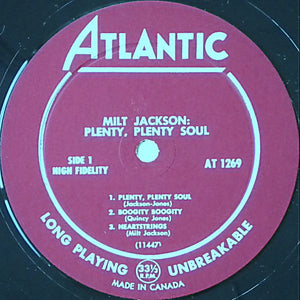 ATLANTIC
MILT JACKSON:
PLENTY, PLENTY SOUL
SIDE 1
HIGH FIDELITY
AT 1269
1. PLENTY, PLENTY SOUL
(Jackson-Jones)
2. BOOGITY BOOGITY
(Quincy Jones)
3. HEARTSTRINGS
(Milt Jackson)
(11447)
LONG PLAYING 33⅓ UNBREAKABLE
R.P.M.
MADE IN CANADA